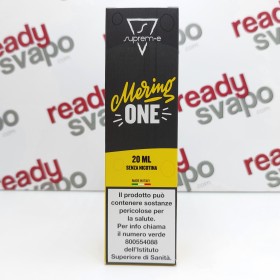 suprem-e
Mering
ONE
20 ML
SENZA NICOTINA
MADE IN ITALY
Il prodotto può
contenere sostanze
pericolose per
la salute.
Per info chiama
il numero verde
800554088
dell'Istituto
Superiore di Sanità.
ready
svapo
ready
svapo
ready
svapo
ready
svapo